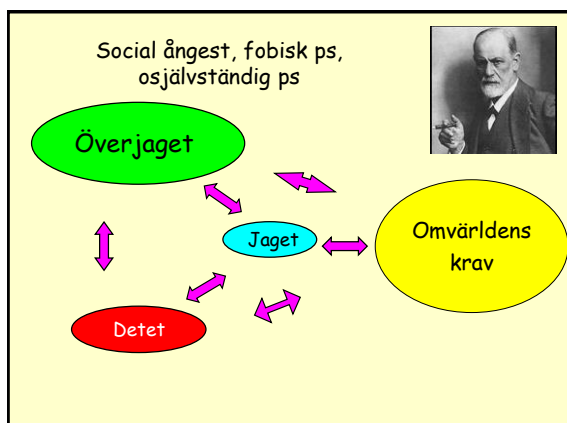 Social ångest, fobisk ps,
osjälvständig ps
Överjaget
Jaget
Omvärldens
krav
Detet